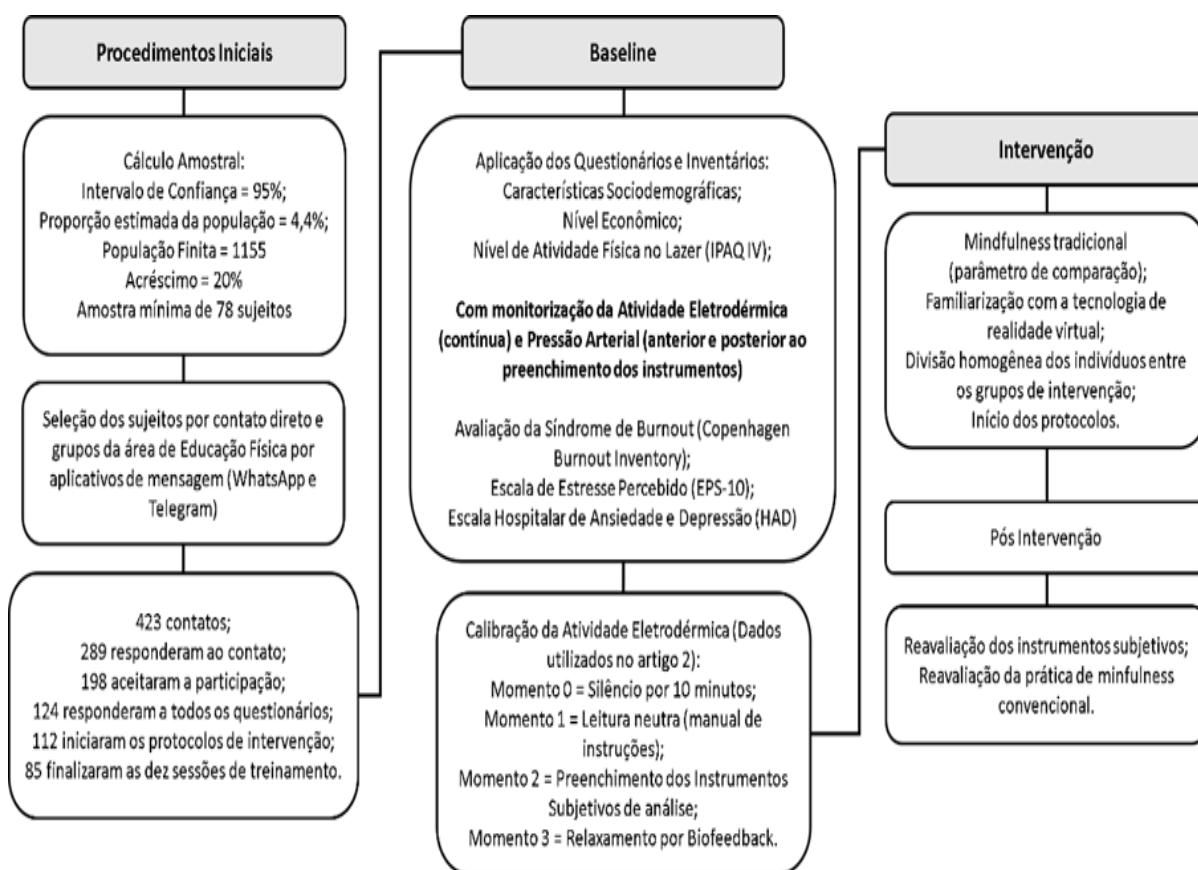 Procedimentos Iniciais
Cálculo Amostral:
Intervalo de Confiança = 95%;
Proporção estimada da população = 4,4%;
População Finita = 1155
Acréscimo = 20%
Amostra mínima de 78 sujeitos
Seleção dos sujeitos por contato direto e
grupos da área de Educação Física por
aplicativos de mensagem (WhatsApp e
Telegram)
423 contatos;
289 responderam ao contato;
198 aceitaram a participação;
124 responderam a todos os questionários;
112 iniciaram os protocolos de intervenção;
85 finalizaram as dez sessões de treinamento.
Baseline
Aplicação dos Questionários e Inventários:
Características Sociodemográficas;
Nível Econômico;
Nível de Atividade Física no Lazer (IPAQ IV);
Com monitorização da Atividade Eletrodérmica
(contínua) e Pressão Arterial (anterior e posterior ao
preenchimento dos instrumentos)
Avaliação da Síndrome de Burnout (Copenhagen
Burnout Inventory);
Escala de Estresse Percebido (EPS-10);
Escala Hospitalar de Ansiedade e Depressão (HAD)
Calibração da Atividade Eletrodérmica (Dados
utilizados no artigo 2):
Momento 0 = Silêncio por 10 minutos;
Momento 1 = Leitura neutra (manual de
instruções);
Momento 2 = Preenchimento dos Instrumentos
Subjetivos de análise;
Momento 3 = Relaxamento por Biofeedback.
Intervenção
Mindfulness tradicional
(parâmetro de comparação);
Familiarização com a tecnologia de
realidade virtual;
Divisão homogênea dos indivíduos entre
os grupos de intervenção;
Início dos protocolos.
Pós Intervenção
Reavaliação dos instrumentos subjetivos;
Reavaliação da prática de minfulness
convencional.